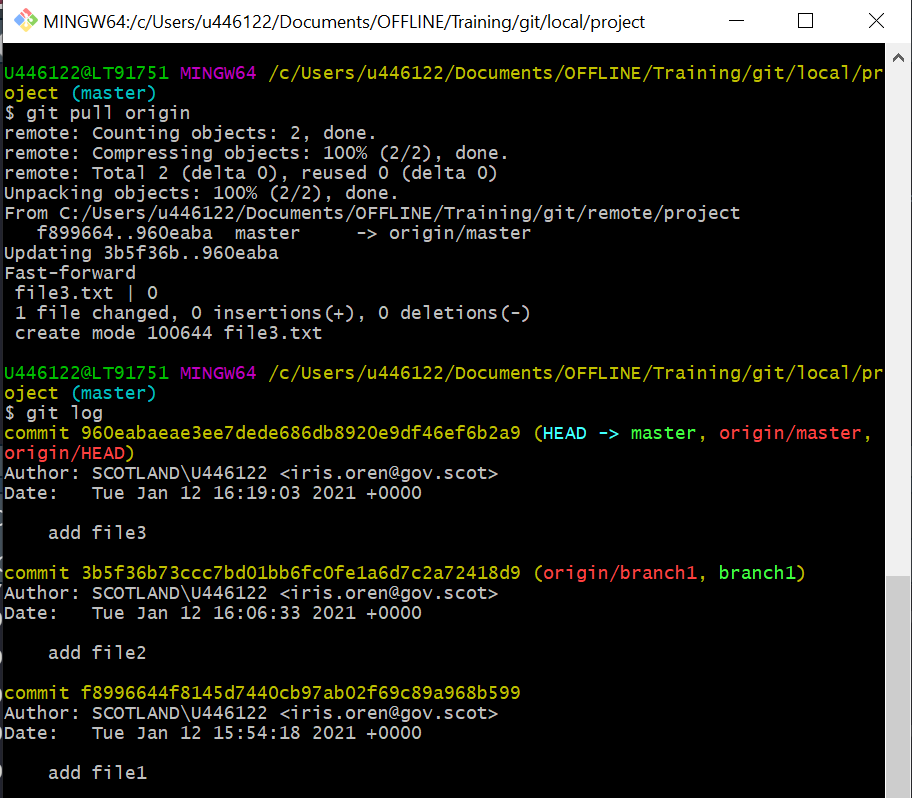 MINGW64:/c/Users/u446122/Documents/OFFLINE/Training/git/local/project
U446122@LT91751 MINGW64 /c/Users/u446122/Documents/OFFLINE/Training/git/local/pr
oject (master)
$ git pull origin
remote: Counting objects: 2, done.
remote: Compressing objects: 100% (2/2), done.
remote: Total 2 (delta 0), reused 0 (delta 0)
Unpacking objects: 100% (2/2), done.
From C:/Users/u446122/Documents/OFFLINE/Training/git/remote/project
   f899664..960eaba  master     -> origin/master
Updating 3b5f36b..960eaba
Fast-forward
 file3.txt | 0
 1 file changed, 0 insertions(+), 0 deletions(-)
 create mode 100644 file3.txt
U446122@LT91751 MINGW64 /c/Users/u446122/Documents/OFFLINE/Training/git/local/pr
oject (master)
$ git log
commit 960eabaeae3ee7dede686db8920e9df46ef6b2a9 (HEAD -> master, origin/master,
origin/HEAD)
Author: SCOTLAND\U446122 <iris.oren@gov.scot>
Date:   Tue Jan 12 16:19:03 2021 +0000
    add file3
commit 3b5f36b73ccc7bd01bb6fc0fe1a6d7c2a72418d9 (origin/branch1, branch1)
Author: SCOTLAND\U446122 <iris.oren@gov.scot>
Date:   Tue Jan 12 16:06:33 2021 +0000
    add file2
commit f8996644f8145d7440cb97ab02f69c89a968b599
Author: SCOTLAND\U446122 <iris.oren@gov.scot>
Date:   Tue Jan 12 15:54:18 2021 +0000
    add file1